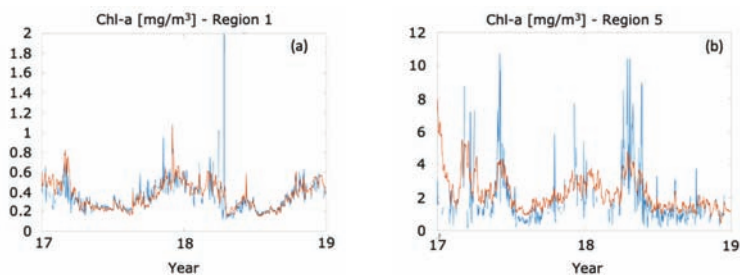 Chl-a [mg/m³] - Region 1
(a)
2
1.8
1.6
1.4
1.2
1
0.8
0.6
0.4
0.2
0
17 18 19
Year
Chl-a [mg/m³] - Region 5
(b)
12
10
8
6
4
2
0
17 18 19
Year